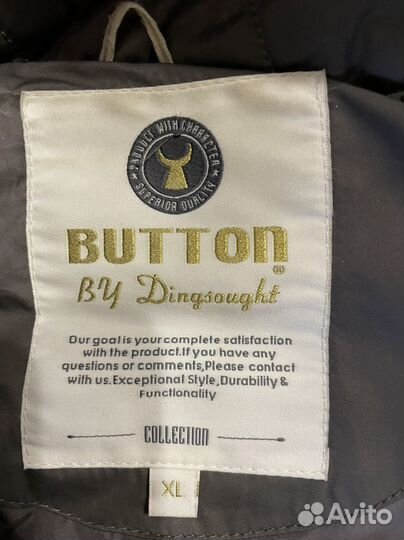 PRODUCT WITH CHARACTER
SUPERIOR QUALITY
BUTTON®
BY Dingsought
Our goal is your complete satisfaction
with the product.If you have any
questions or comments,Please contact
with us.Exceptional Style,Durability &
Functionality
COLLECTION
XL
Avito